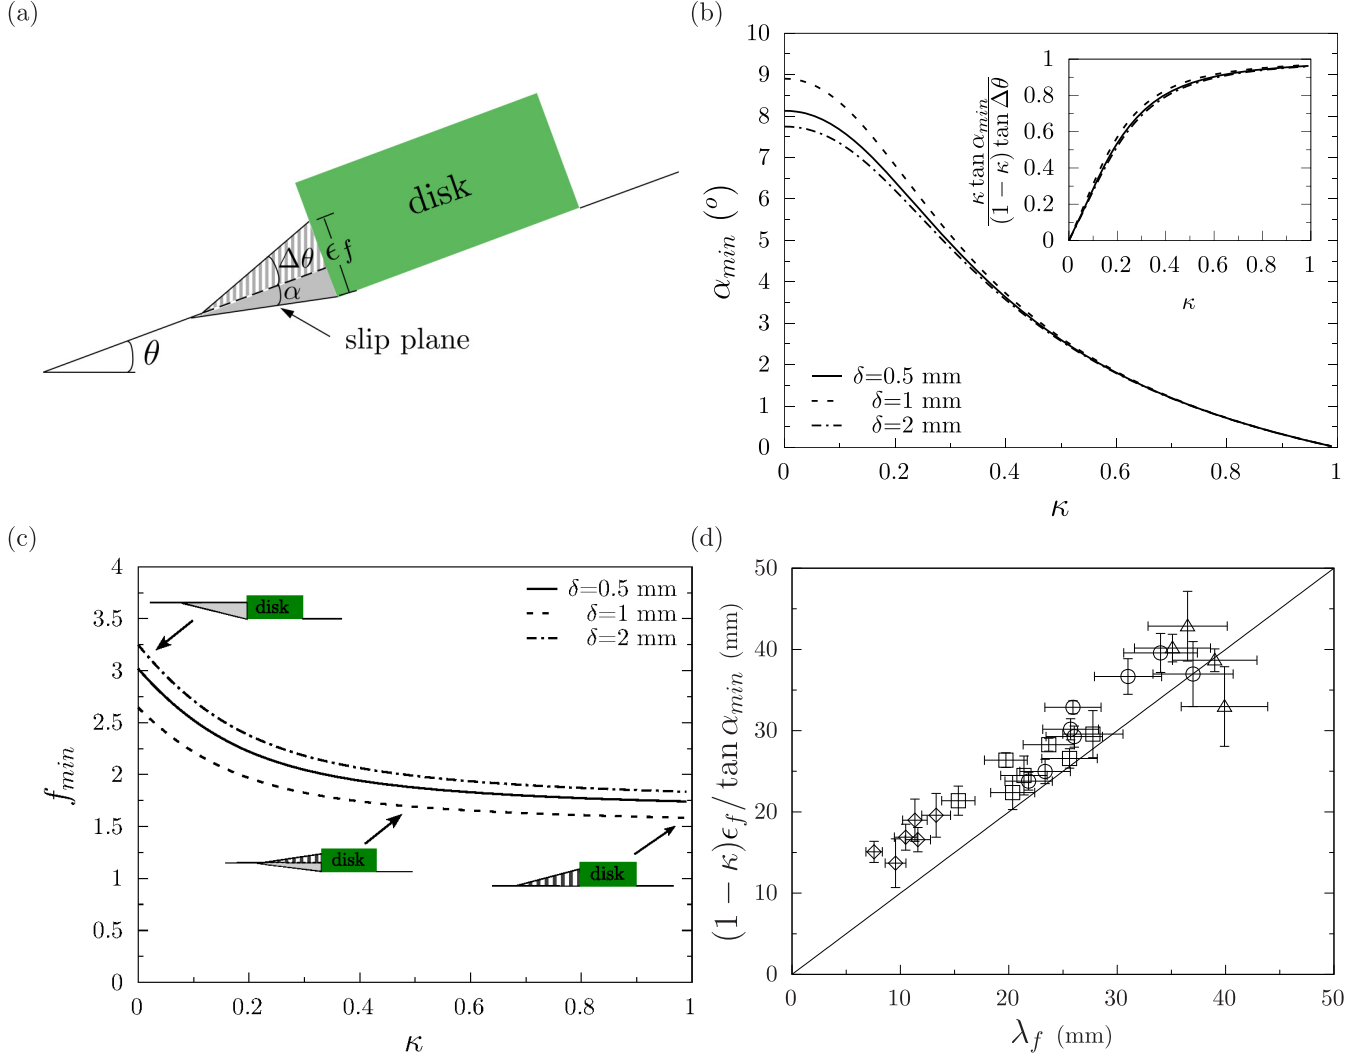 (a)
disk
Δθ
ϵf
α
slip plane
θ
(b)
10
9
8
7
6
5
4
3
2
1
0
αmin (o)
δ=0.5 mm
δ=1 mm
δ=2 mm
0 0.2 0.4 0.6 0.8 1
κ
κ tan αmin
(1 − κ) tan Δθ
1
0.8
0.6
0.4
0.2
0
0 0.2 0.4 0.6 0.8 1
κ
(c)
4
3.5
3
2.5
2
1.5
1
0.5
0
fmin
δ=0.5 mm
δ=1 mm
δ=2 mm
disk
disk
disk
0 0.2 0.4 0.6 0.8 1
κ
(d)
50
40
30
20
10
0
(1 − κ)ϵf / tan αmin (mm)
0 10 20 30 40 50
λf (mm)